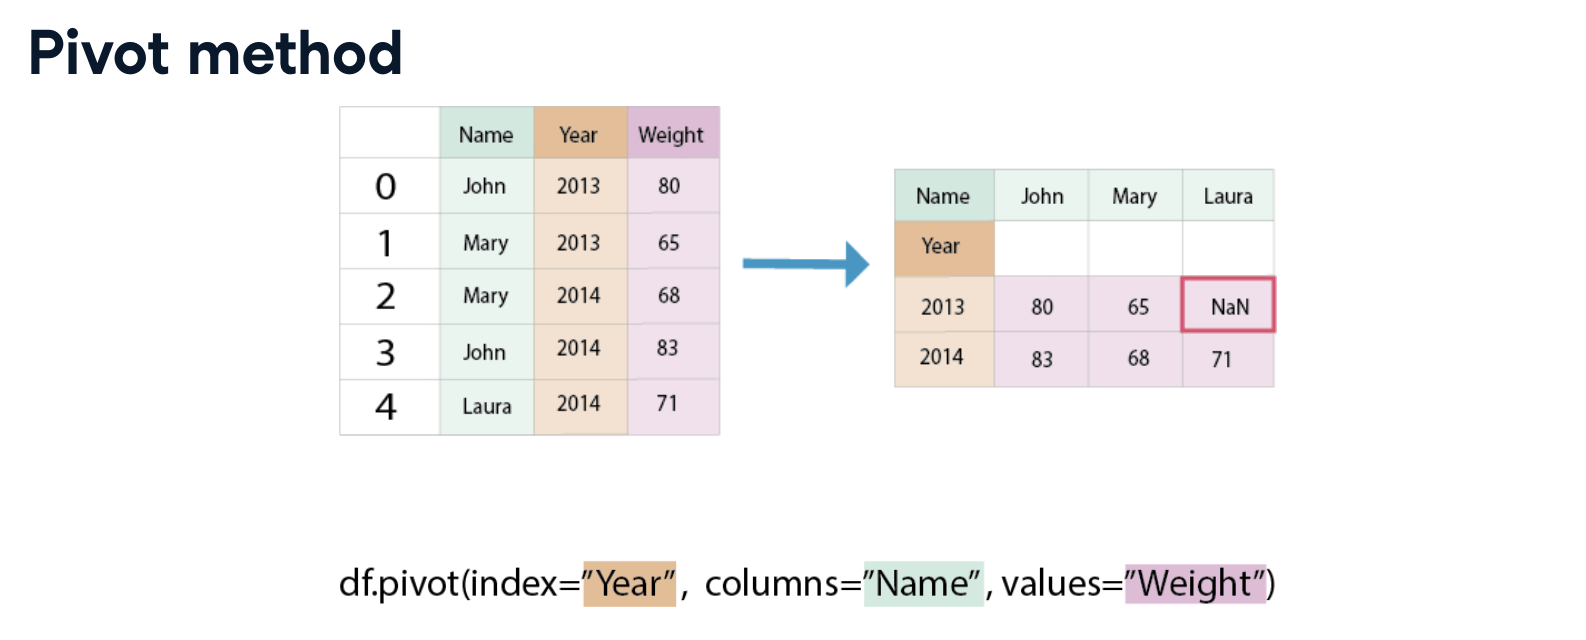 Pivot method
Name Year Weight
0 John 2013 80
1 Mary 2013 65
2 Mary 2014 68
3 John 2014 83
4 Laura 2014 71
Name John Mary Laura
Year
2013 80 65 NaN
2014 83 68 71
df.pivot(index=”Year”, columns=”Name”, values=”Weight”)